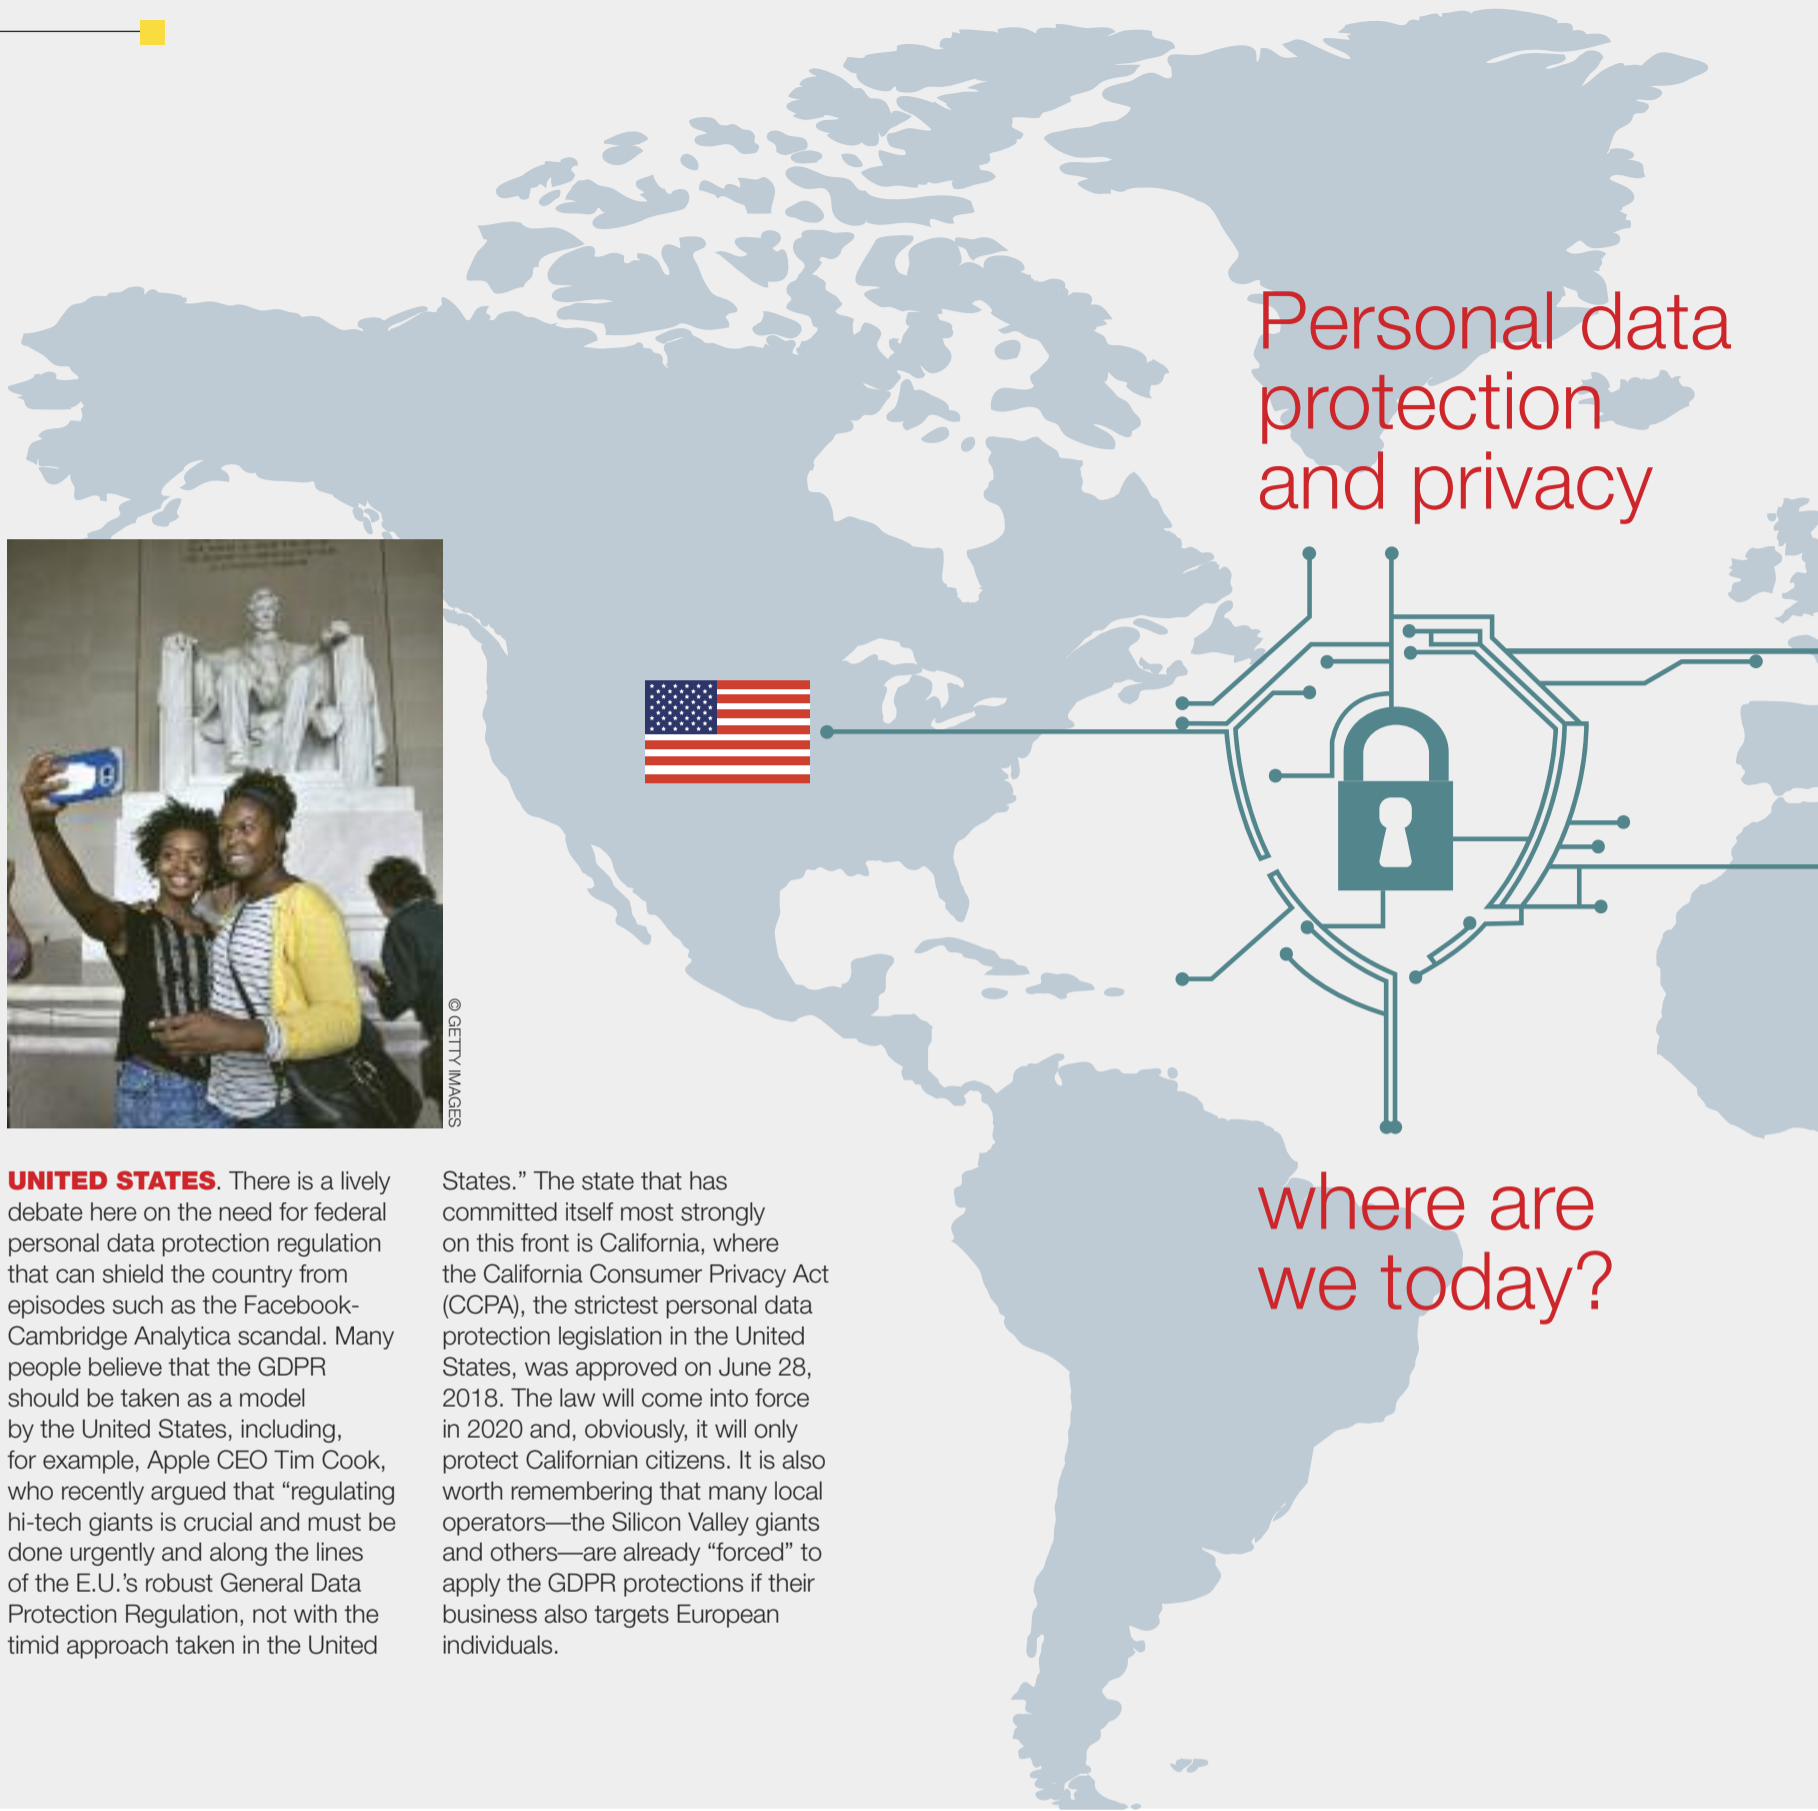 Personal data
protection
and privacy
where are
we today?
© GETTY IMAGES
UNITED STATES. There is a lively
debate here on the need for federal
personal data protection regulation
that can shield the country from
episodes such as the Facebook-
Cambridge Analytica scandal. Many
people believe that the GDPR
should be taken as a model
by the United States, including,
for example, Apple CEO Tim Cook,
who recently argued that “regulating
hi-tech giants is crucial and must be
done urgently and along the lines
of the E.U.’s robust General Data
Protection Regulation, not with the
timid approach taken in the United
States.” The state that has
committed itself most strongly
on this front is California, where
the California Consumer Privacy Act
(CCPA), the strictest personal data
protection legislation in the United
States, was approved on June 28,
2018. The law will come into force
in 2020 and, obviously, it will only
protect Californian citizens. It is also
worth remembering that many local
operators—the Silicon Valley giants
and others—are already “forced” to
apply the GDPR protections if their
business also targets European
individuals.